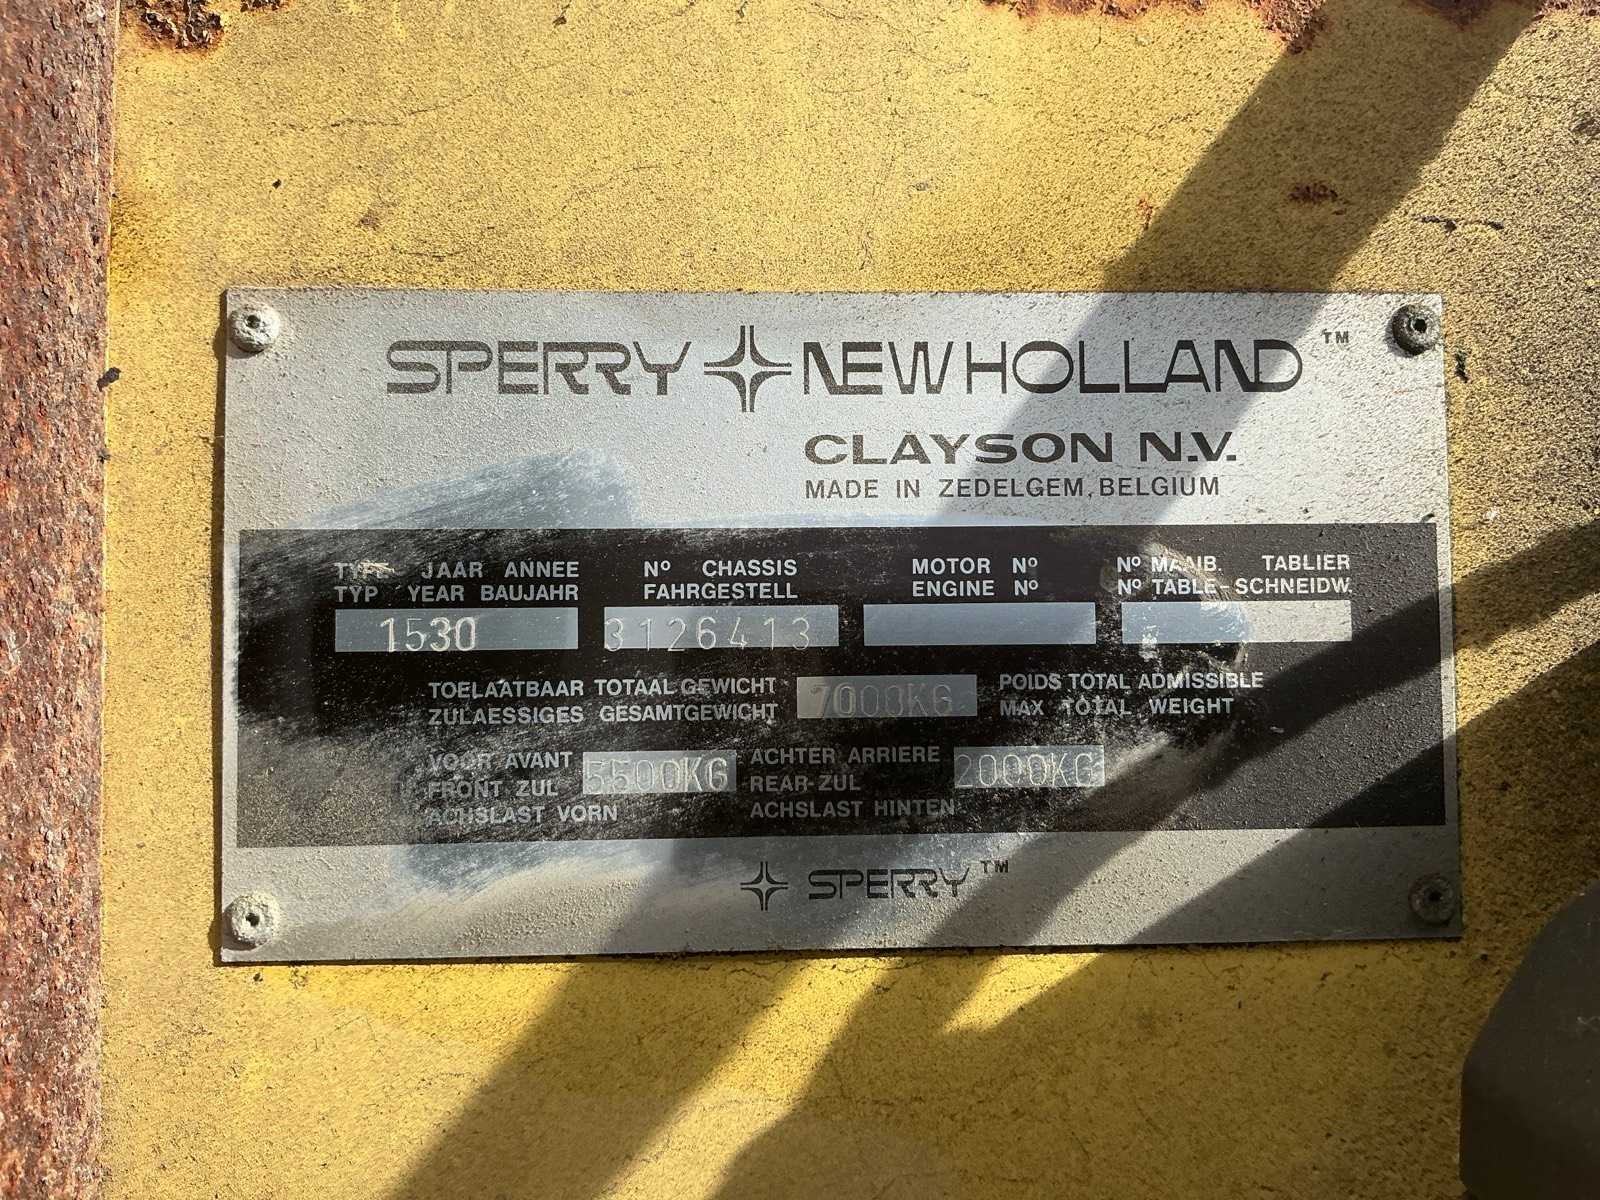 SPERRY NEW HOLLAND ™
CLAYSON N.V.
MADE IN ZEDELGEM, BELGIUM
TYPE JAAR ANNEE Nº CHASSIS MOTOR Nº Nº MAAIB. TABLIER
TYP YEAR BAUJAHR FAHRGESTELL ENGINE Nº Nº TABLE-SCHNEIDW.
1530 3126413
TOELAATBAAR TOTAAL GEWICHT 7000KG POIDS TOTAL ADMISSIBLE
ZULAESSIGES GESAMTGEWICHT MAX TOTAL WEIGHT
VOOR AVANT 5500KG ACHTER ARRIERE 2000KG
FRONT ZUL REAR-ZUL
ACHSLAST VORN ACHSLAST HINTEN
SPERRY ™